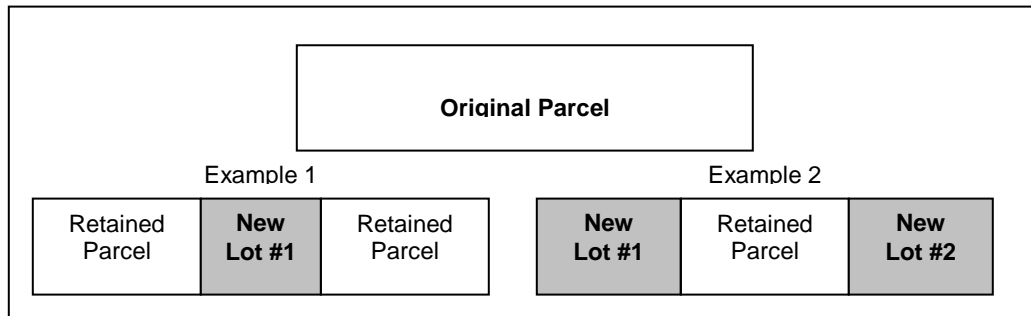 Original Parcel
Example 1
Example 2
Retained
Parcel
New
Lot #1
Retained
Parcel
New
Lot #1
Retained
Parcel
New
Lot #2